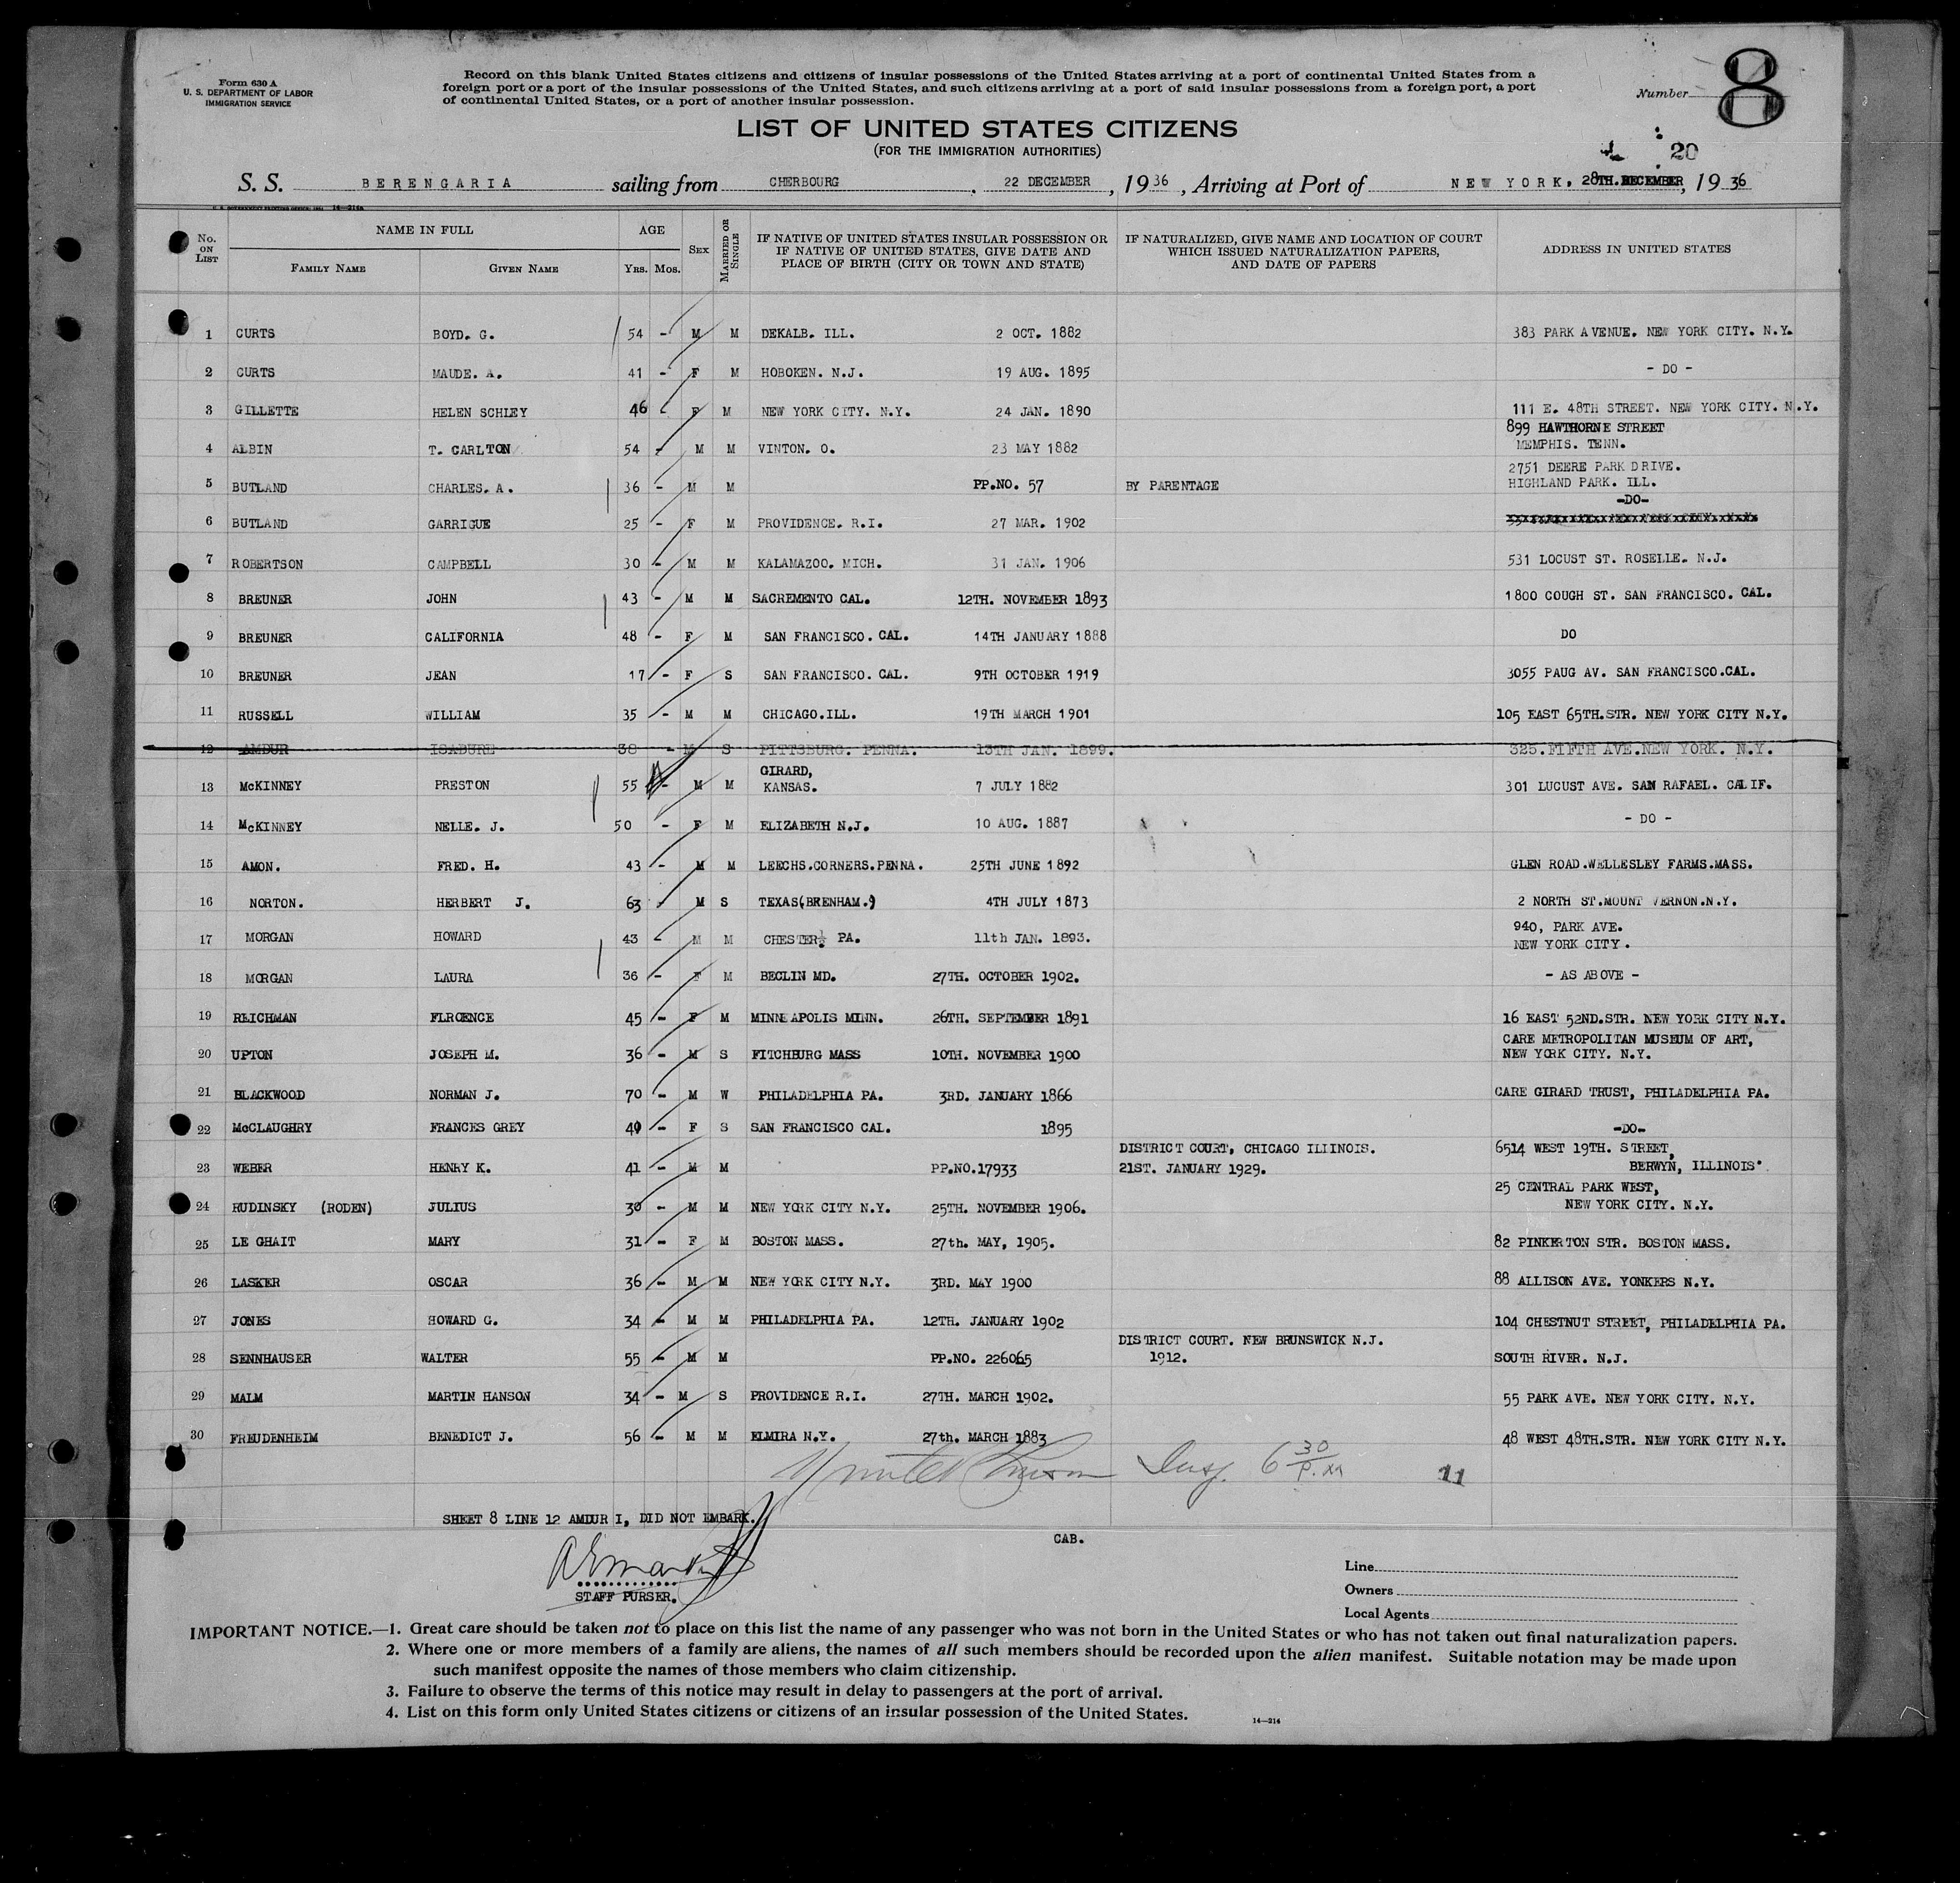 Form 630 A
U. S. DEPARTMENT OF LABOR
IMMIGRATION SERVICE
Record on this blank United States citizens and citizens of insular possessions of the United States arriving at a port of continental United States from a
foreign port or a port of the insular possessions of the United States, and such citizens arriving at a port of said insular possessions from a foreign port, a port
of continental United States, or a port of another insular possession.
Number 8
LIST OF UNITED STATES CITIZENS
(FOR THE IMMIGRATION AUTHORITIES)
20
S. S. BERENGARIA sailing from CHERBOURG, 22 DECEMBER, 1936, Arriving at Port of NEW YORK, 28TH.DECEMBER, 1936
No. ON LIST NAME IN FULL FAMILY NAME GIVEN NAME AGE YRS. MOS. SEX MARRIED OR SINGLE IF NATIVE OF UNITED STATES INSULAR POSSESSION OR IF NATIVE OF UNITED STATES, GIVE DATE AND PLACE OF BIRTH (CITY OR TOWN AND STATE) IF NATURALIZED, GIVE NAME AND LOCATION OF COURT WHICH ISSUED NATURALIZATION PAPERS, AND DATE OF PAPERS ADDRESS IN UNITED STATES
1 CURTS BOYD. G. 54 - M M DEKALB. ILL. 2 OCT. 1882 383 PARK AVENUE. NEW YORK CITY. N.Y.
2 CURTS MAUDE. A. 41 - F M HOBOKEN. N.J. 19 AUG. 1895 - DO -
3 GILLETTE HELEN SCHLEY 46 - F M NEW YORK CITY. N.Y. 24 JAN. 1890 111 E. 48TH STREET. NEW YORK CITY. N.Y.
4 ALBIN T. CARLTON 54 - M M VINTON. O. 23 MAY 1882 899 HAWTHORNE STREET MEMPHIS. TENN.
5 BUTLAND CHARLES. A. 36 - M M PP.NO. 57 BY PARENTAGE 2751 DEERE PARK DRIVE. HIGHLAND PARK. ILL.
6 BUTLAND GARRIGUE 25 - F M PROVIDENCE. R.I. 27 MAR. 1902 -DO-
7 ROBERTSON CAMPBELL 30 - M M KALAMAZOO. MICH. 31 JAN. 1906 531 LOCUST ST. ROSELLE. N.J.
8 BREUNER JOHN 43 - M M SACREMENTO CAL. 12TH. NOVEMBER 1893 1800 COUGH ST. SAN FRANCISCO. CAL.
9 BREUNER CALIFORNIA 48 - F M SAN FRANCISCO. CAL. 14TH JANUARY 1888 DO
10 BREUNER JEAN 17 - F S SAN FRANCISCO. CAL. 9TH OCTOBER 1919 3055 PAUG AV. SAN FRANCISCO.CAL.
11 RUSSELL WILLIAM 35 - M M CHICAGO.ILL. 19TH MARCH 1901 105 EAST 65TH.STR. NEW YORK CITY N.Y.
12 AMDUR ISADURE 38 - M S PITTSBURG. PENNA. 13TH JAN. 1899. 325.FIFTH AVE.NEW YORK. N.Y.
13 McKINNEY PRESTON 55 - M M GIRARD, KANSAS. 7 JULY 1882 301 LUCUST AVE. SAN RAFAEL. CALIF.
14 McKINNEY NELLE. J. 50 - F M ELIZABETH N.J. 10 AUG. 1887 - DO -
15 AMON. FRED. H. 43 - M M LEECHS.CORNERS.PENNA. 25TH JUNE 1892 GLEN ROAD.WELLESLEY FARMS.MASS.
16 NORTON. HERBERT J. 63 - M S TEXAS(BRENHAM.) 4TH JULY 1873 2 NORTH ST.MOUNT VERNON.N.Y.
17 MORGAN HOWARD 43 - M M CHESTER. PA. 11th JAN. 1893. 940, PARK AVE. NEW YORK CITY.
18 MORGAN LAURA 36 - F M BECLIN MD. 27TH. OCTOBER 1902. - AS ABOVE -
19 REICHMAN FLRCENCE 45 - F M MINNEAPOLIS MINN. 26TH. SEPTEMBER 1891 16 EAST 52ND.STR. NEW YORK CITY N.Y.
20 UPTON JOSEPH M. 36 - M S FITCHBURG MASS 10TH. NOVEMBER 1900 CARE METROPOLITAN MUSEUM OF ART, NEW YORK CITY. N.Y.
21 BLACKWOOD NORMAN J. 70 - M W PHILADELPHIA PA. 3RD. JANUARY 1866 CARE GIRARD TRUST, PHILADELPHIA PA.
22 McCLAUGHRY FRANCES GREY 40 - F S SAN FRANCISCO CAL. 1895 -DO-
23 WEBER HENRY K. 41 - M M PP.NO.17933 DISTRICT COURT, CHICAGO ILLINOIS. 21ST. JANUARY 1929. 6514 WEST 19TH. STREET, BERWYN, ILLINOIS.
24 RUDINSKY (RODEN) JULIUS 30 - M M NEW YORK CITY N.Y. 25TH. NOVEMBER 1906. 25 CENTRAL PARK WEST, NEW YORK CITY. N.Y.
25 LE GHAIT MARY 31 - F M BOSTON MASS. 27th. MAY, 1905. 82 PINKERTON STR. BOSTON MASS.
26 LASKER OSCAR 36 - M M NEW YORK CITY N.Y. 3RD. MAY 1900 88 ALLISON AVE. YONKERS N.Y.
27 JONES HOWARD G. 34 - M M PHILADELPHIA PA. 12TH. JANUARY 1902 104 CHESTNUT STREET, PHILADELPHIA PA.
28 SENNHAUSER WALTER 55 - M M PP.NO. 226065 DISTRICT COURT. NEW BRUNSWICK N.J. 1912. SOUTH RIVER. N.J.
29 MALM MARTIN HANSON 34 - M S PROVIDENCE R.I. 27TH. MARCH 1902. 55 PARK AVE. NEW YORK CITY. N.Y.
30 FREUDENHEIM BENEDICT J. 56 - M M ELMIRA N.Y. 27th. MARCH 1883 48 WEST 48TH.STR. NEW YORK CITY N.Y.
Insp. 6 30 P.M 11
SHEET 8 LINE 12 AMDUR I, DID NOT EMBARK.
CAB.
STAFF PURSER.
Line
Owners
Local Agents
IMPORTANT NOTICE.—1. Great care should be taken not to place on this list the name of any passenger who was not born in the United States or who has not taken out final naturalization papers.
2. Where one or more members of a family are aliens, the names of all such members should be recorded upon the alien manifest. Suitable notation may be made upon
such manifest opposite the names of those members who claim citizenship.
3. Failure to observe the terms of this notice may result in delay to passengers at the port of arrival.
4. List on this form only United States citizens or citizens of an insular possession of the United States.
14—214